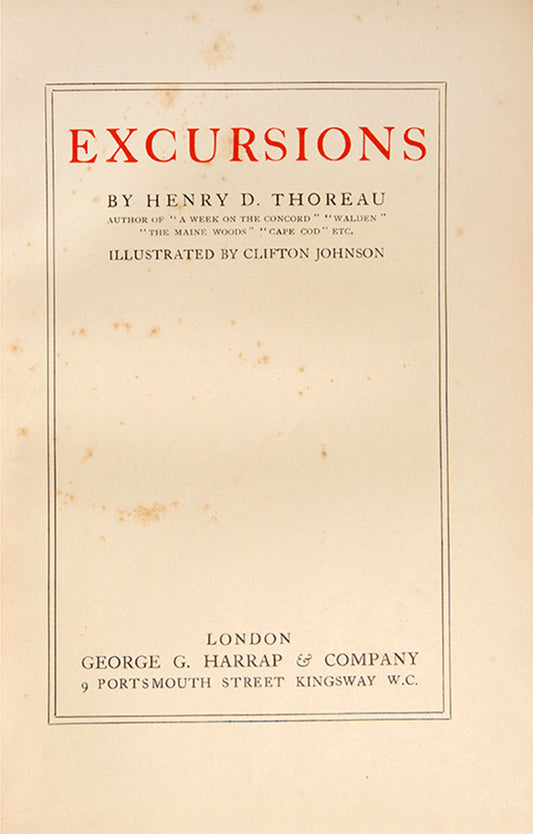 EXCURSIONS
BY HENRY D. THOREAU
AUTHOR OF "A WEEK ON THE CONCORD" "WALDEN"
"THE MAINE WOODS" "CAPE COD" ETC.
ILLUSTRATED BY CLIFTON JOHNSON
LONDON
GEORGE G. HARRAP & COMPANY
9 PORTSMOUTH STREET KINGSWAY W.C.